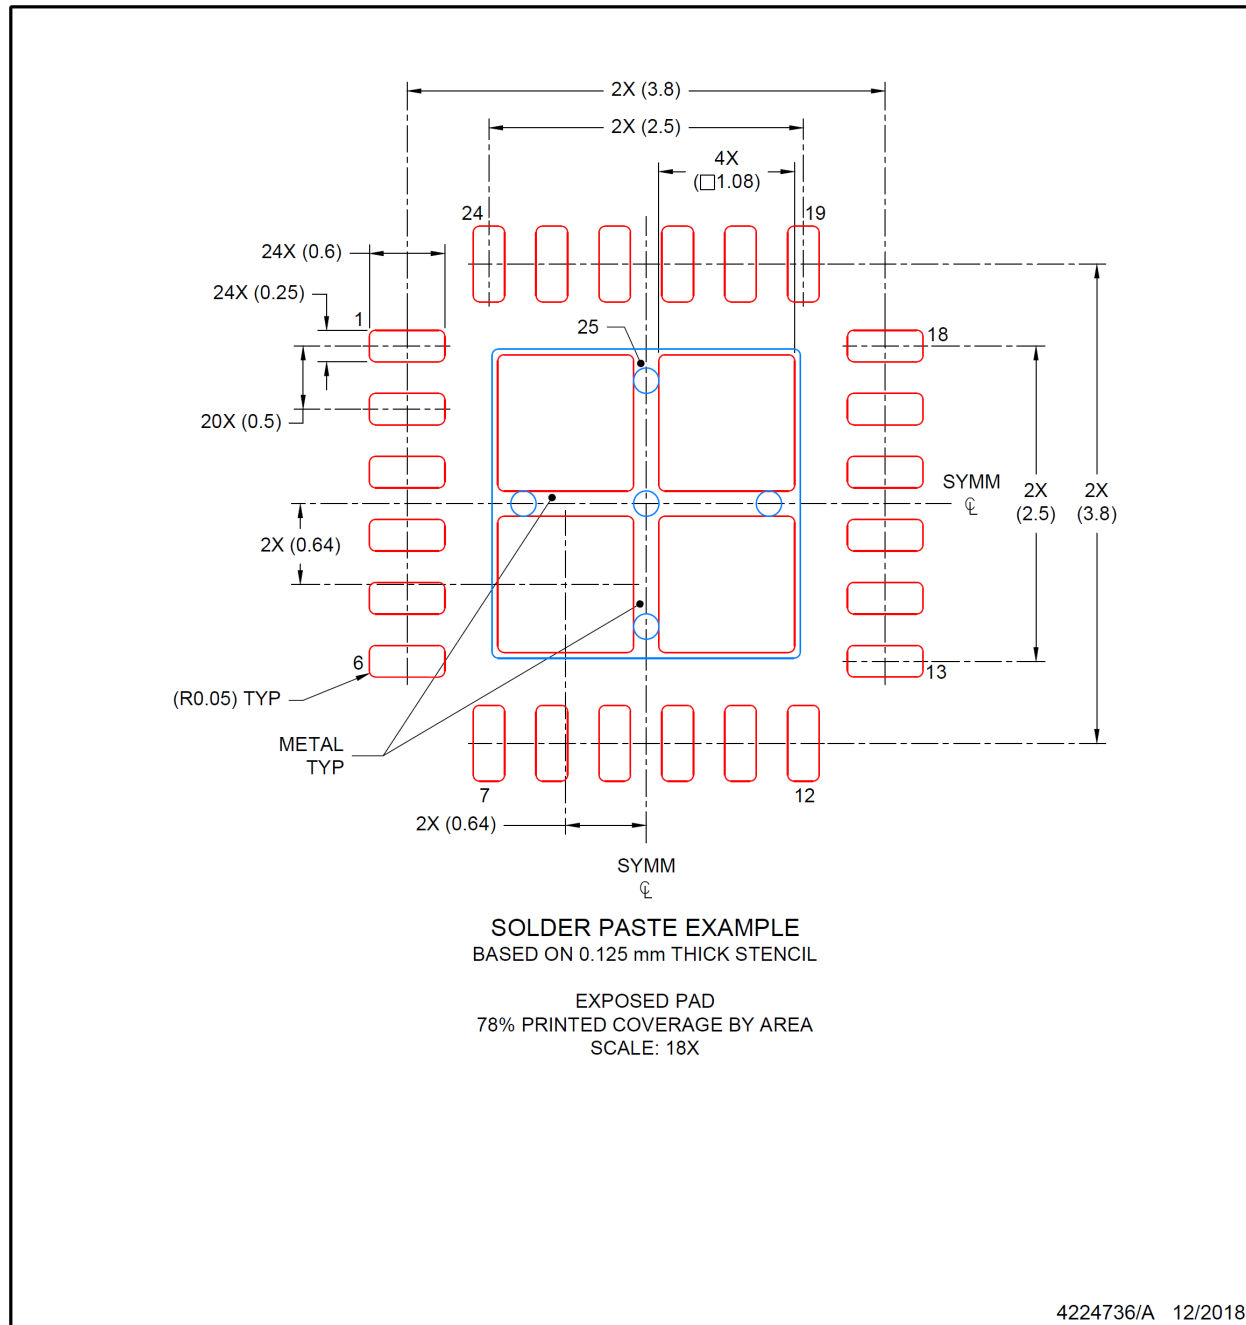 2X (3.8)
2X (2.5)
4X
(□1.08)
24
19
24X (0.6)
24X (0.25)
1
25
18
20X (0.5)
SYMM
℄
2X
(2.5)
2X
(3.8)
2X (0.64)
6
13
(R0.05) TYP
METAL
TYP
7
12
2X (0.64)
SYMM
℄
SOLDER PASTE EXAMPLE
BASED ON 0.125 mm THICK STENCIL
EXPOSED PAD
78% PRINTED COVERAGE BY AREA
SCALE: 18X
4224736/A 12/2018